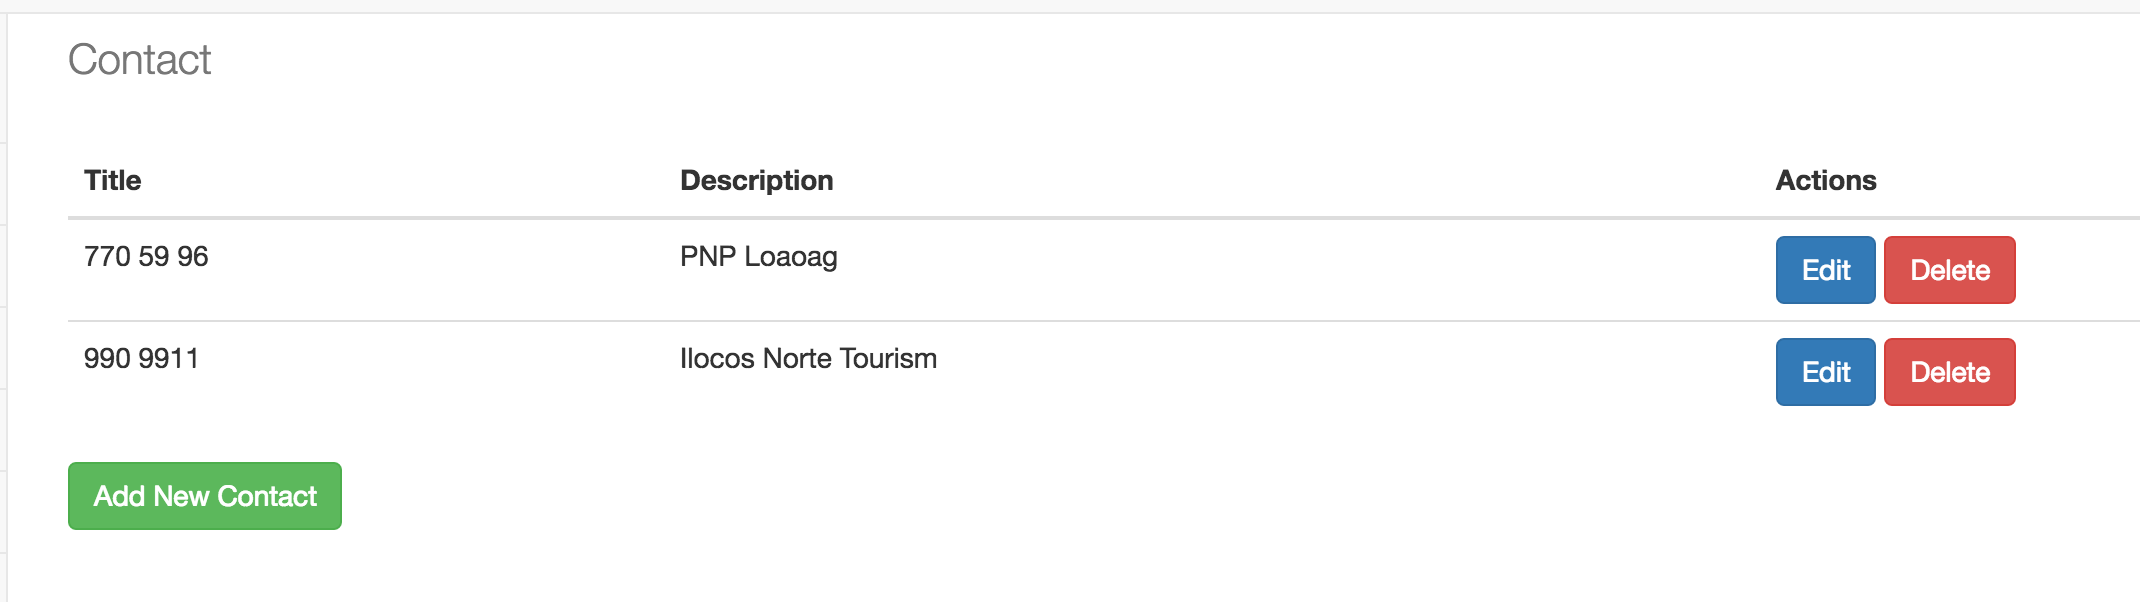 Contact
Title Description Actions
770 59 96 PNP Loaoag Edit Delete
990 9911 Ilocos Norte Tourism Edit Delete
Add New Contact